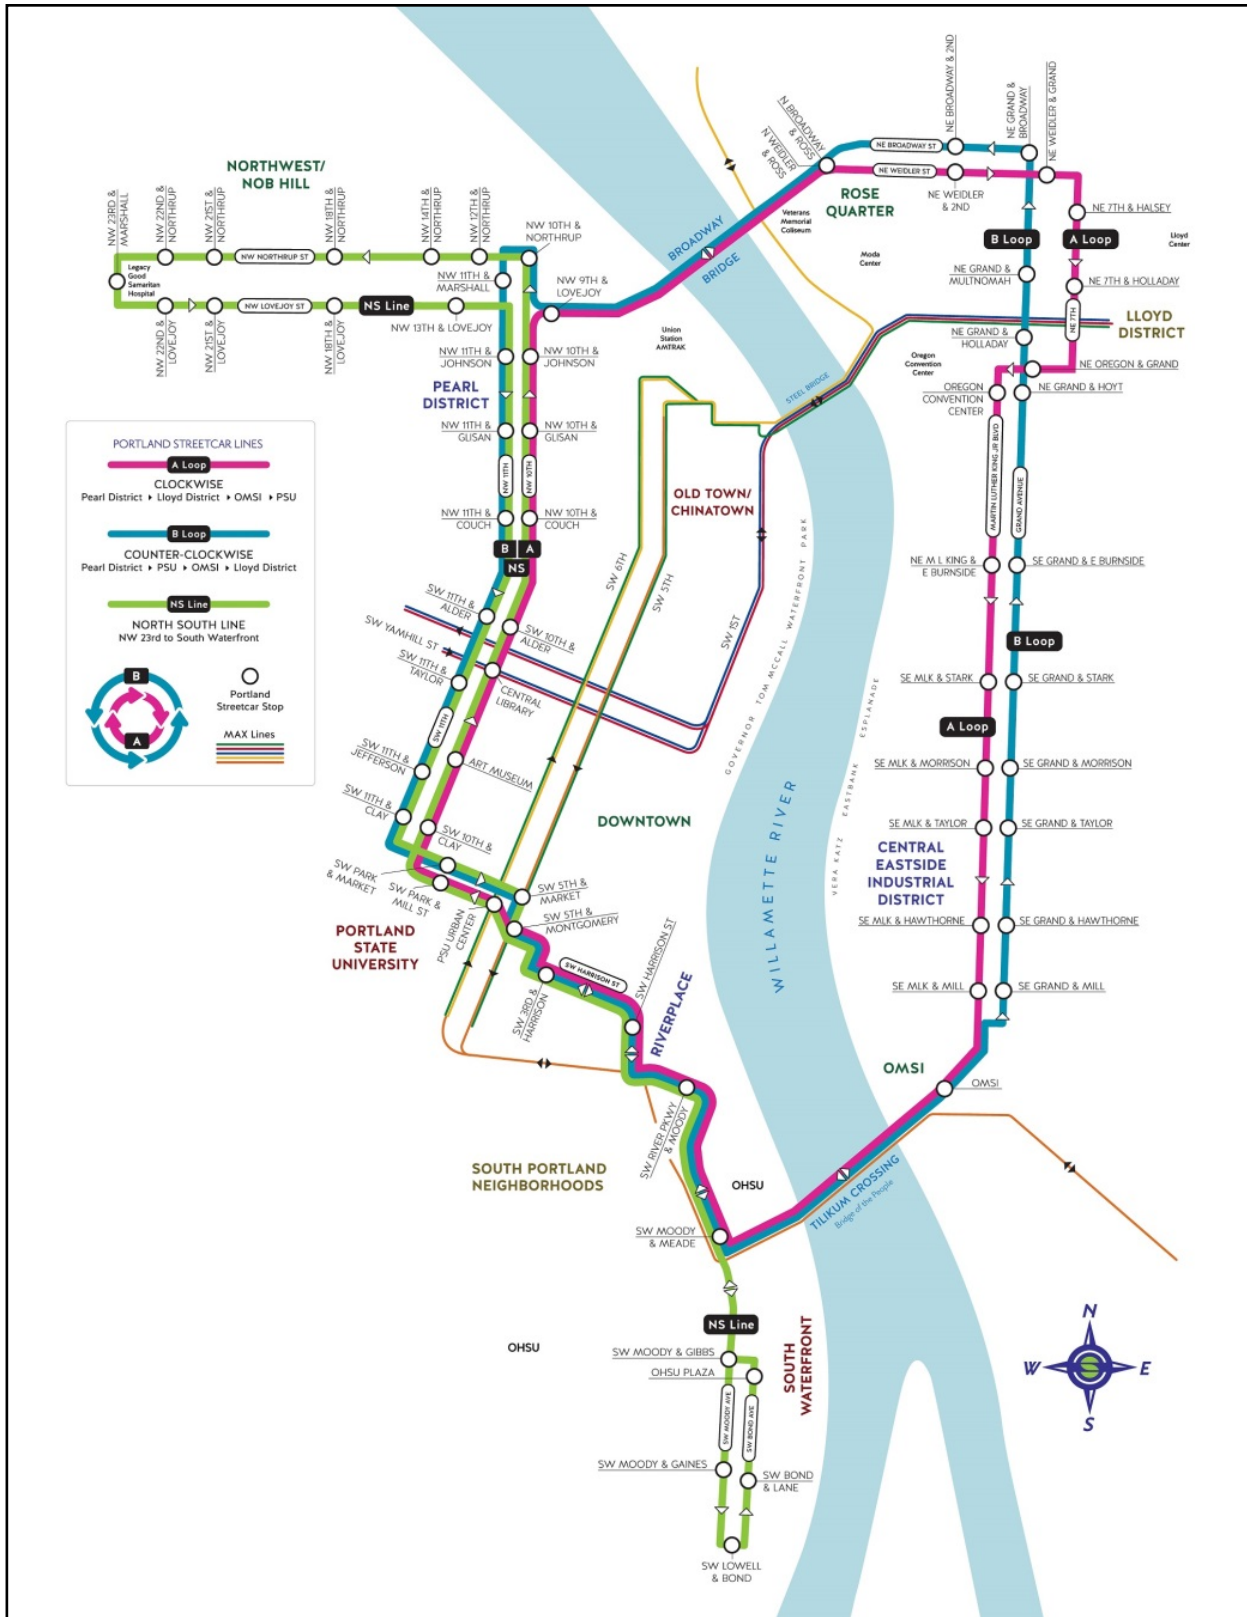 NORTHWEST/
NOB HILL
NW 23RD &
MARSHALL
NW 22ND &
NORTHRUP
NW 21ST &
NORTHRUP
NW 18TH &
NORTHRUP
NW 14TH &
NORTHRUP
NW 12TH &
NORTHRUP
NW 10TH &
NORTHRUP
NW NORTHRUP ST
Legacy
Good
Samaritan
Hospital
NW LOVEJOY ST
NS Line
NW 22ND &
LOVEJOY
NW 21ST &
LOVEJOY
NW 18TH &
LOVEJOY
NW 13TH & LOVEJOY
NW 11TH &
MARSHALL
NW 9TH &
LOVEJOY
NW 11TH &
JOHNSON
NW 10TH &
JOHNSON
PEARL
DISTRICT
NW 11TH &
GLISAN
NW 10TH &
GLISAN
NW 11TH
NW 10TH
NW 11TH &
COUCH
NW 10TH &
COUCH
B
A
NS
BROADWAY
BRIDGE
N BROADWAY
& ROSS
N WEIDLER
& ROSS
NE BROADWAY & 2ND
NE GRAND &
BROADWAY
NE WEIDLER & GRAND
NE BROADWAY ST
NE WEIDLER ST
NE WEIDLER
& 2ND
ROSE
QUARTER
Veterans
Memorial
Coliseum
Moda
Center
NE 7TH & HALSEY
B Loop
A Loop
Lloyd
Center
NE GRAND &
MULTNOMAH
NE 7TH & HOLLADAY
NE 7TH
LLOYD
DISTRICT
NE GRAND &
HOLLADAY
Oregon
Convention
Center
NE OREGON & GRAND
OREGON
CONVENTION
CENTER
NE GRAND & HOYT
Union
Station
AMTRAK
STEEL BRIDGE
MARTIN LUTHER KING JR BLVD
GRAND AVENUE
OLD TOWN/
CHINATOWN
SW 6TH
SW 5TH
SW 1ST
GOVERNOR TOM MCCALL WATERFRONT PARK
WILLAMETTE RIVER
VERA KATZ EASTBANK ESPLANADE
NE M L KING &
E BURNSIDE
SE GRAND & E BURNSIDE
B Loop
SE MLK & STARK
SE GRAND & STARK
A Loop
SE MLK & MORRISON
SE GRAND & MORRISON
SE MLK & TAYLOR
SE GRAND & TAYLOR
CENTRAL
EASTSIDE
INDUSTRIAL
DISTRICT
SE MLK & HAWTHORNE
SE GRAND & HAWTHORNE
SE MLK & MILL
SE GRAND & MILL
OMSI
OMSI
PORTLAND STREETCAR LINES
A Loop
CLOCKWISE
Pearl District ▸ Lloyd District ▸ OMSI ▸ PSU
B Loop
COUNTER-CLOCKWISE
Pearl District ▸ PSU ▸ OMSI ▸ Lloyd District
NS Line
NORTH SOUTH LINE
NW 23rd to South Waterfront
B
A
Portland
Streetcar Stop
MAX Lines
SW 11TH &
ALDER
SW 10TH &
ALDER
SW YAMHILL ST
SW 11TH &
TAYLOR
CENTRAL
LIBRARY
SW 11TH
SW 11TH &
JEFFERSON
ART MUSEUM
SW 11TH &
CLAY
SW 10TH &
CLAY
DOWNTOWN
SW PARK
& MARKET
SW PARK &
MILL ST
SW 5TH &
MARKET
SW 5TH &
MONTGOMERY
PSU URBAN
CENTER
PORTLAND
STATE
UNIVERSITY
SW HARRISON ST
SW 3RD &
HARRISON
SW HARRISON ST
RIVERPLACE
SW RIVER PKWY
& MOODY
SOUTH PORTLAND
NEIGHBORHOODS
OHSU
TILIKUM CROSSING
Bridge of the People
SW MOODY
& MEADE
OHSU
NS Line
SOUTH
WATERFRONT
SW MOODY & GIBBS
OHSU PLAZA
SW MOODY AVE
SW BOND AVE
SW MOODY & GAINES
SW BOND
& LANE
SW LOWELL
& BOND
N
W
E
S